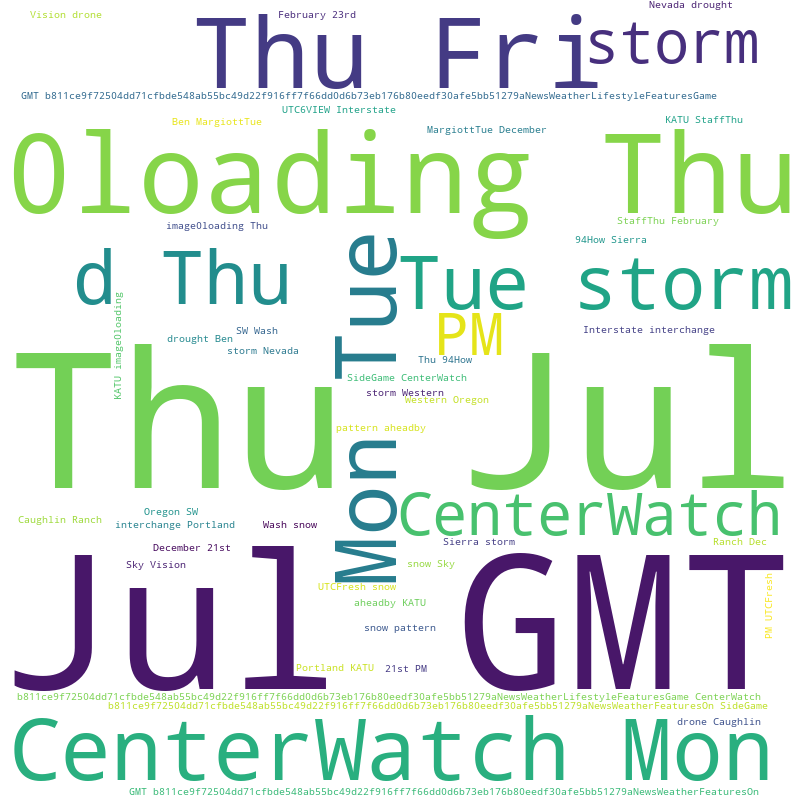 Nevada drought
Vision drone
February 23rd
Thu Fri
storm
GMT b811ce9f72504dd71cfbde548ab55bc49d22f916ff7f66dd0d6b73eb176b80eedf30afe5bb51279aNewsWeatherLifestyleFeaturesGame
UTC6VIEW Interstate
Ben MargiottTue
MargiottTue December
KATU StaffThu
0loading Thu
StaffThu February
image0loading Thu
94How Sierra
d Thu
Mon Tue
Tue storm
KATU image0loading
SW Wash
drought Ben
storm Nevada
PM
Interstate interchange
Thu 94How
SideGame CenterWatch
storm Western
Western Oregon
Thu Jul
pattern aheadby
CenterWatch
Oregon SW
Caughlin Ranch
interchange Portland
Wash snow
Sierra storm
Ranch Dec
December 21st
Sky Vision
snow Sky
Jul GMT
UTCFresh snow
PM UTCFresh
aheadby KATU
snow pattern
Portland KATU
21st PM
b811ce9f72504dd71cfbde548ab55bc49d22f916ff7f66dd0d6b73eb176b80eedf30afe5bb51279aNewsWeatherLifestyleFeaturesGame CenterWatch
b811ce9f72504dd71cfbde548ab55bc49d22f916ff7f66dd0d6b73eb176b80eedf30afe5bb51279aNewsWeatherFeaturesOn SideGame
drone Caughlin
CenterWatch Mon
GMT b811ce9f72504dd71cfbde548ab55bc49d22f916ff7f66dd0d6b73eb176b80eedf30afe5bb51279aNewsWeatherFeaturesOn